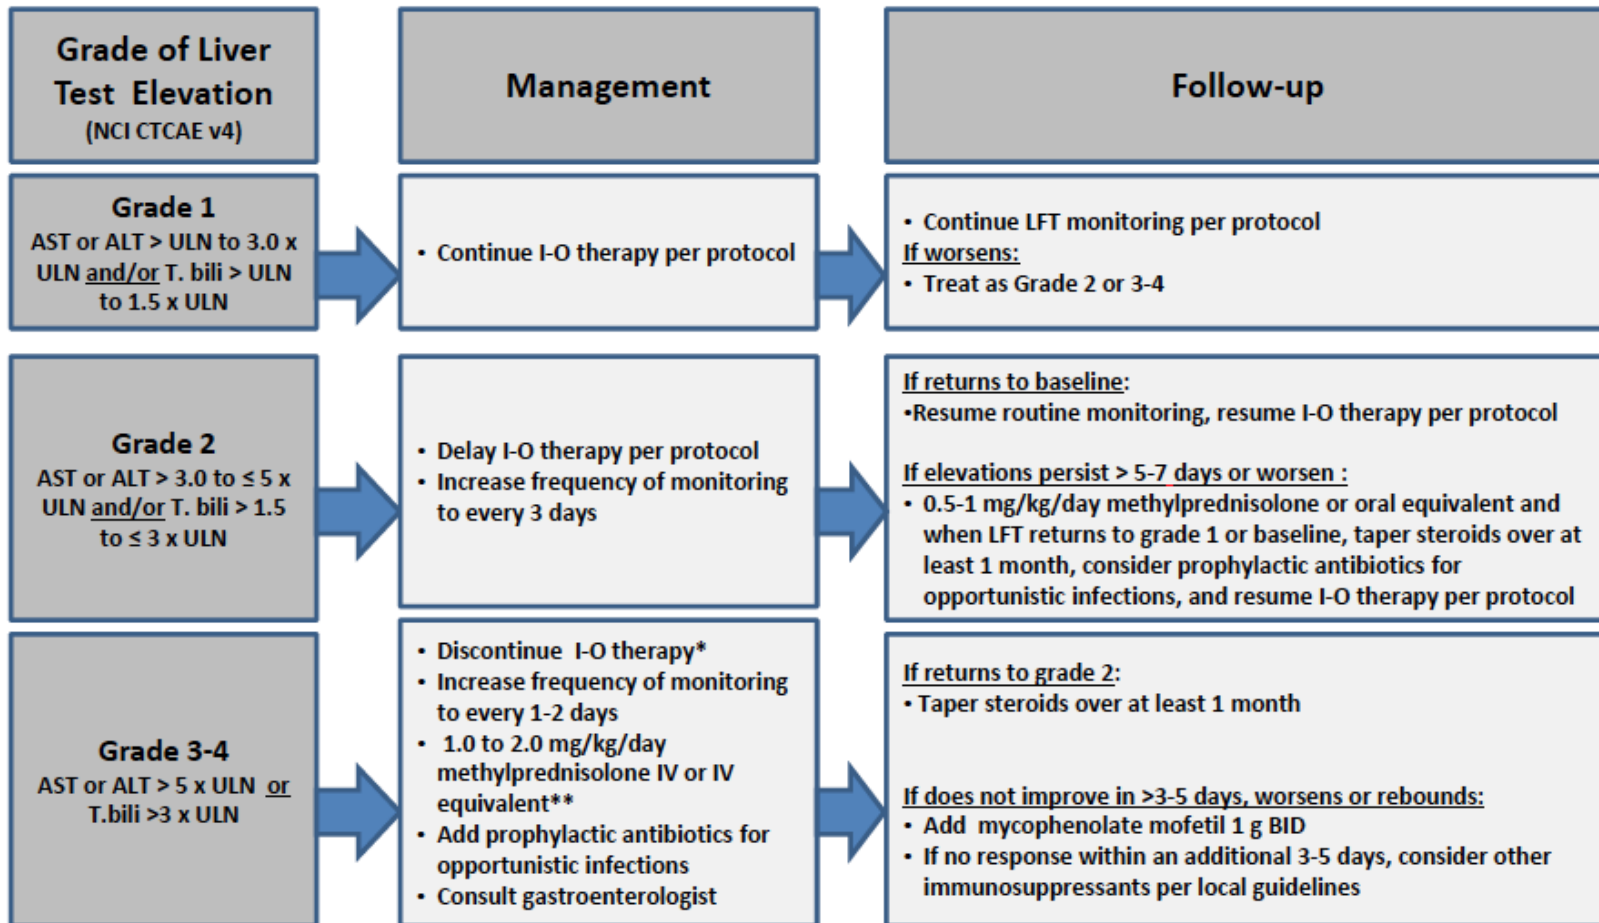 Grade of Liver
Test Elevation
(NCI CTCAE v4)
Management
Follow-up
Grade 1
AST or ALT > ULN to 3.0 x
ULN and/or T. bili > ULN
to 1.5 x ULN
• Continue I-O therapy per protocol
• Continue LFT monitoring per protocol
If worsens:
• Treat as Grade 2 or 3-4
Grade 2
AST or ALT > 3.0 to ≤ 5 x
ULN and/or T. bili > 1.5
to ≤ 3 x ULN
• Delay I-O therapy per protocol
• Increase frequency of monitoring
to every 3 days
If returns to baseline:
•Resume routine monitoring, resume I-O therapy per protocol
If elevations persist > 5-7 days or worsen :
• 0.5-1 mg/kg/day methylprednisolone or oral equivalent and
when LFT returns to grade 1 or baseline, taper steroids over at
least 1 month, consider prophylactic antibiotics for
opportunistic infections, and resume I-O therapy per protocol
Grade 3-4
AST or ALT > 5 x ULN or
T.bili >3 x ULN
• Discontinue I-O therapy*
• Increase frequency of monitoring
to every 1-2 days
• 1.0 to 2.0 mg/kg/day
methylprednisolone IV or IV
equivalent**
• Add prophylactic antibiotics for
opportunistic infections
• Consult gastroenterologist
If returns to grade 2:
• Taper steroids over at least 1 month
If does not improve in >3-5 days, worsens or rebounds:
• Add mycophenolate mofetil 1 g BID
• If no response within an additional 3-5 days, consider other
immunosuppressants per local guidelines